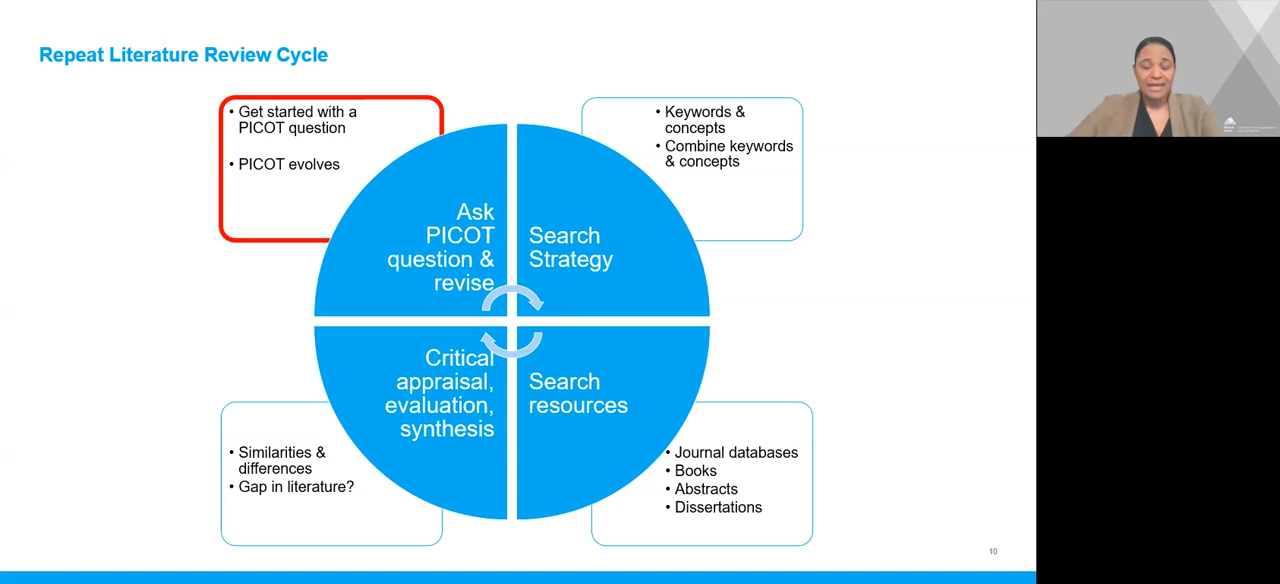 Repeat Literature Review Cycle
• Get started with a
PICOT question
• PICOT evolves
• Keywords &
concepts
• Combine keywords
& concepts
Ask
PICOT
question &
revise
Search
Strategy
Critical
appraisal,
evaluation,
synthesis
Search
resources
• Similarities &
differences
• Gap in literature?
• Journal databases
• Books
• Abstracts
• Dissertations
10